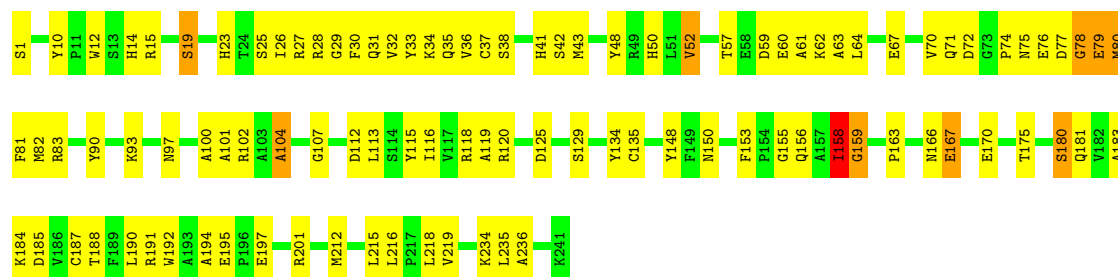 S1 Y10 P11 W12 S13 H14 R15 S19 H23 T24 S25 I26 R27 R28 G29 F30 Q31 V32 Y33 K34 Q35 V36 C37 S38 H41 S42 M43 Y48 R49 H50 L51 V52 T57 E58 D59 E60 A61 K62 A63 L64 E67 V70 Q71 D72 G73 P74 N75 E76 D77 G78 E79 M80
F81 M82 R83 Y90 K93 N97 A100 A101 R102 A103 A104 G107 D112 L113 S114 Y115 I116 V117 R118 A119 R120 D125 S129 Y134 C135 Y148 F149 N150 F153 P154 G155 Q156 A157 I158 G159 P163 N166 E167 E170 T175 S180 Q181 V182 A183
K184 D185 V186 C187 T188 F189 L190 R191 W192 A193 A194 E195 P196 E197 R201 M212 L215 L216 P217 L218 V219 K234 L235 A236 K241